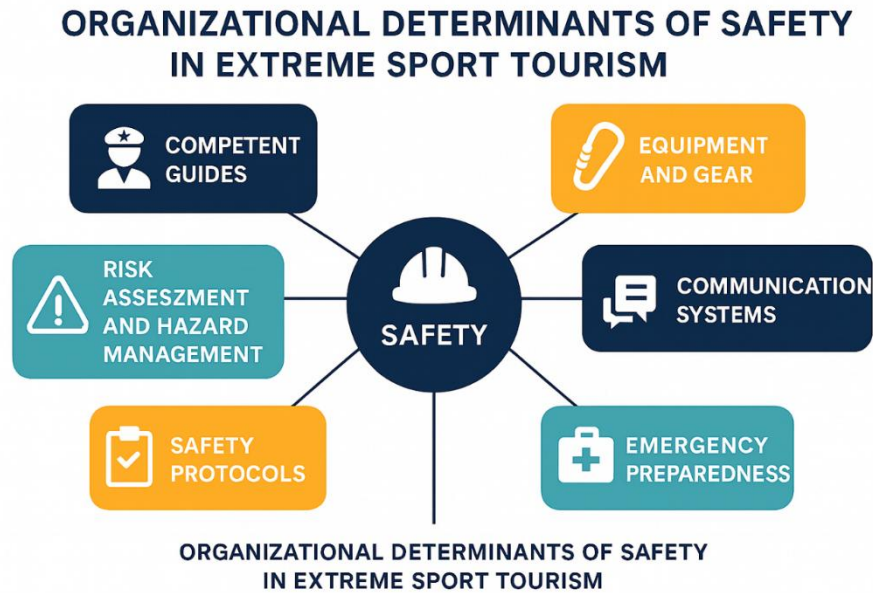 ORGANIZATIONAL DETERMINANTS OF SAFETY
IN EXTREME SPORT TOURISM
COMPETENT
GUIDES
EQUIPMENT
AND GEAR
RISK
ASSESZMENT
AND HAZARD
MANAGEMENT
SAFETY
COMMUNICATION
SYSTEMS
SAFETY
PROTOCOLS
EMERGENCY
PREPAREDNESS
ORGANIZATIONAL DETERMINANTS OF SAFETY
IN EXTREME SPORT TOURISM